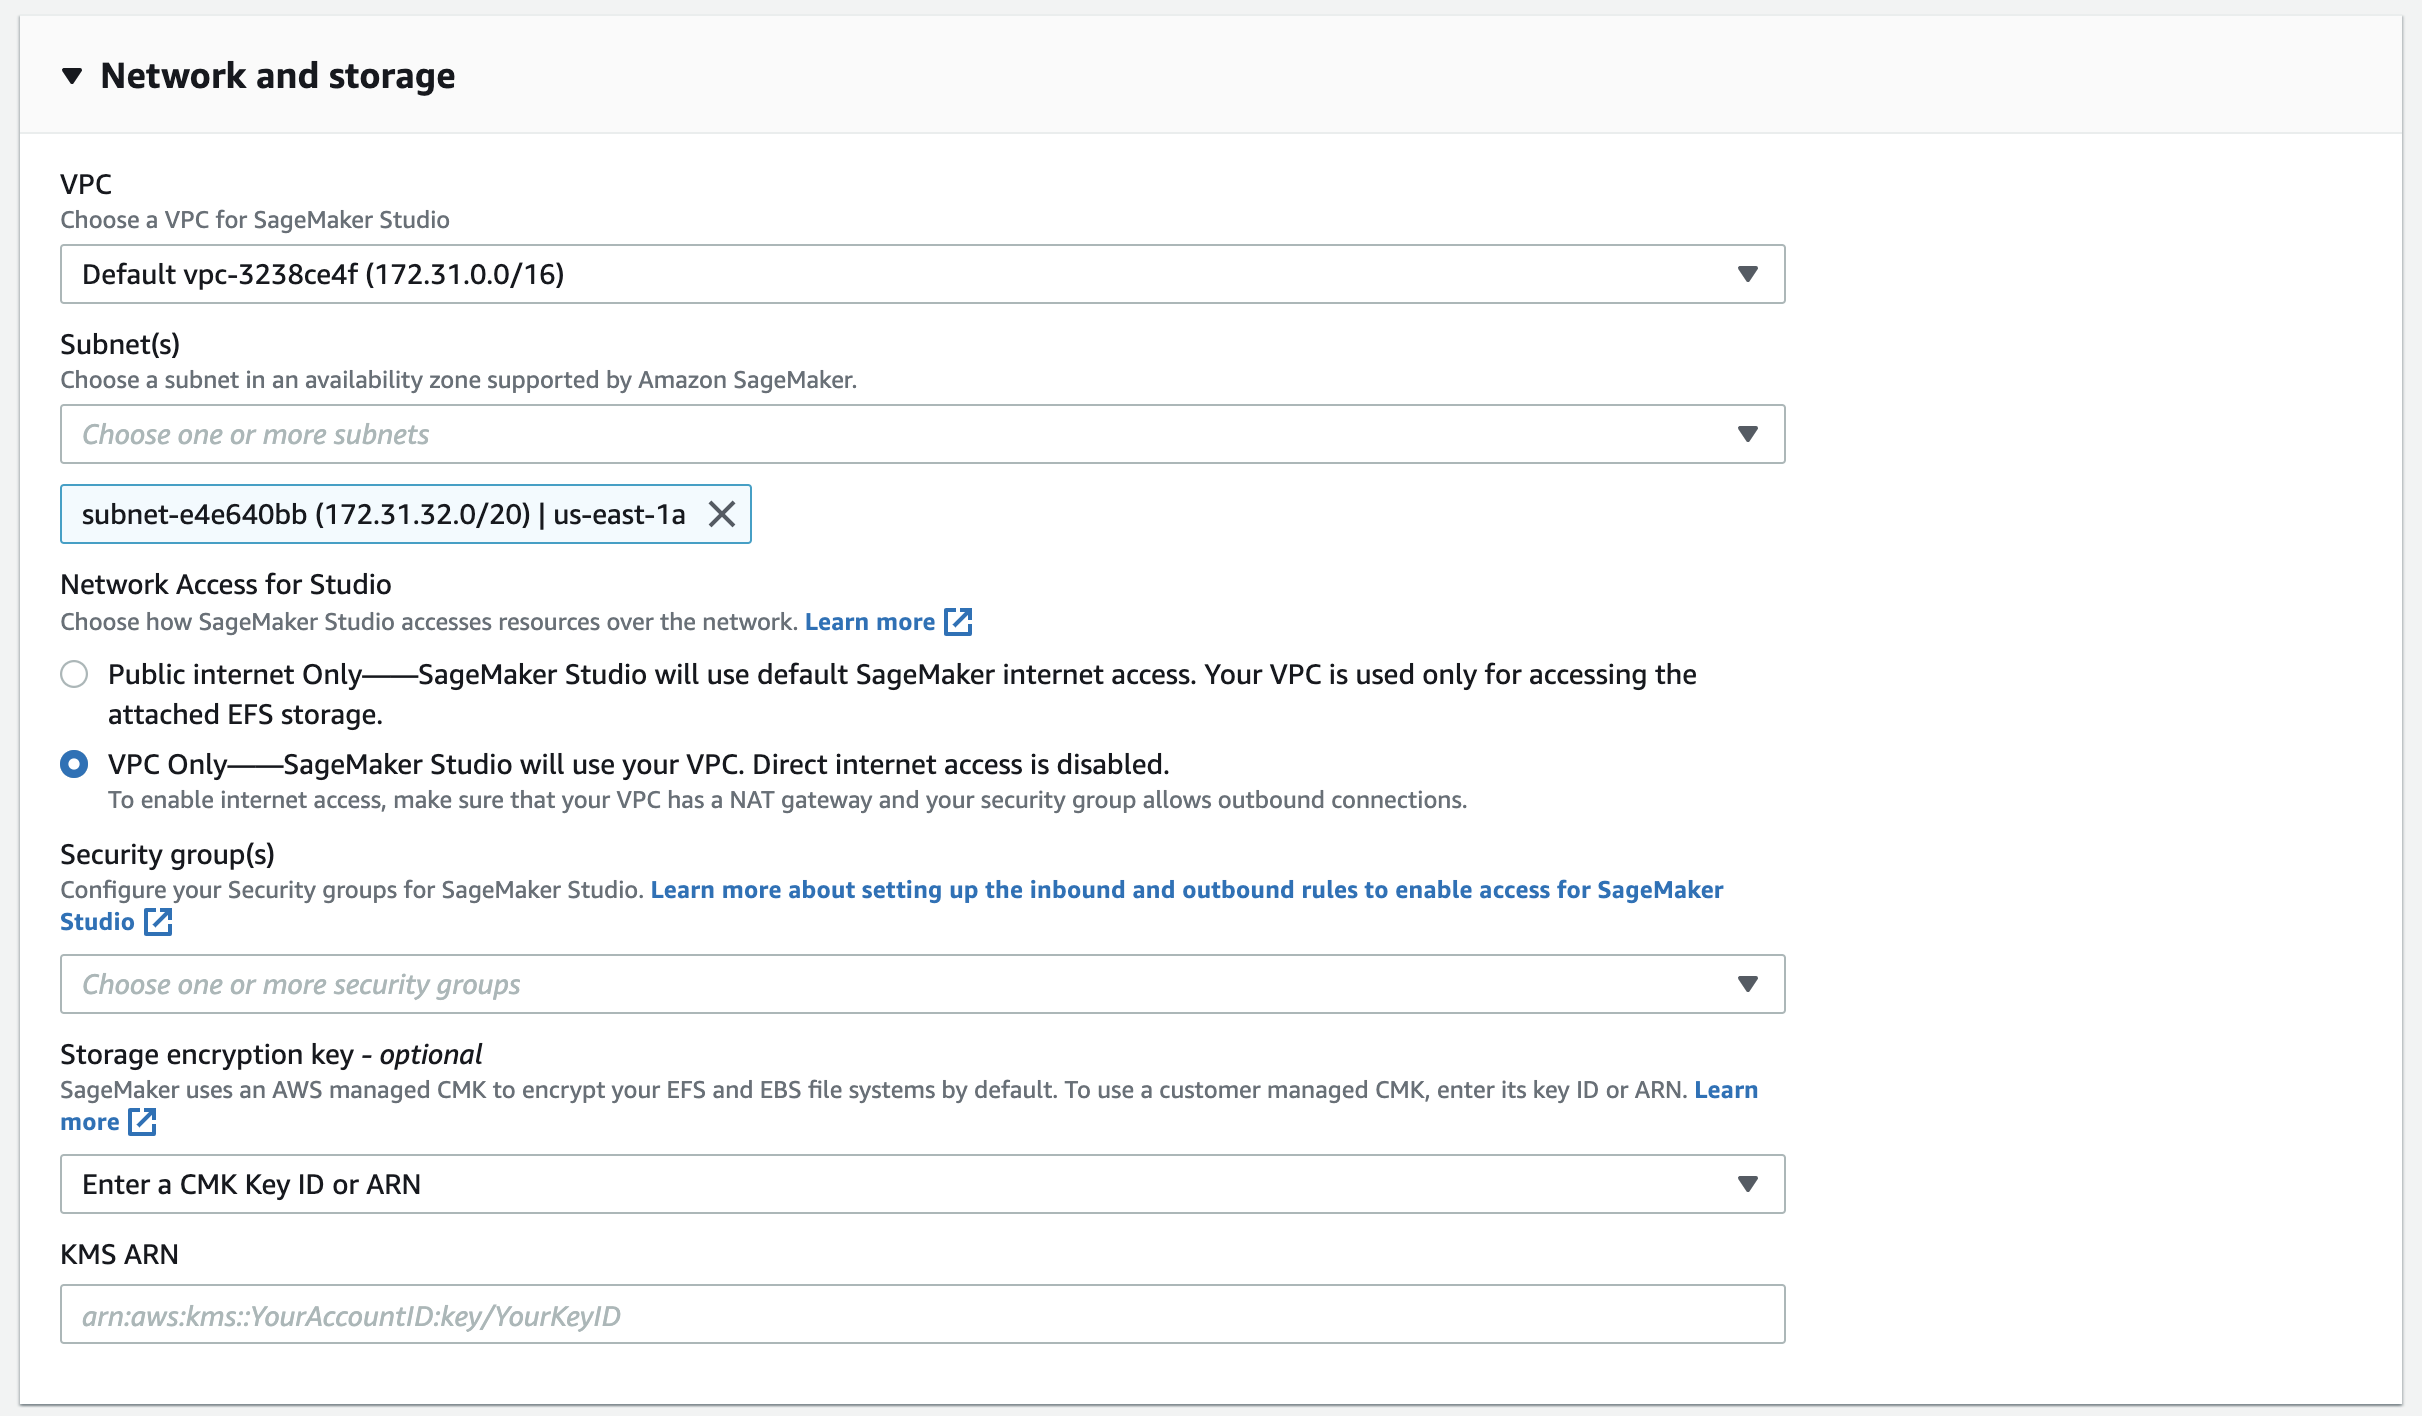 Network and storage
VPC
Choose a VPC for SageMaker Studio
Default vpc-3238ce4f (172.31.0.0/16)
Subnet(s)
Choose a subnet in an availability zone supported by Amazon SageMaker.
Choose one or more subnets
subnet-e4e640bb (172.31.32.0/20) | us-east-1a
Network Access for Studio
Choose how SageMaker Studio accesses resources over the network. Learn more
Public internet Only——SageMaker Studio will use default SageMaker internet access. Your VPC is used only for accessing the
attached EFS storage.
VPC Only——SageMaker Studio will use your VPC. Direct internet access is disabled.
To enable internet access, make sure that your VPC has a NAT gateway and your security group allows outbound connections.
Security group(s)
Configure your Security groups for SageMaker Studio. Learn more about setting up the inbound and outbound rules to enable access for SageMaker
Studio
Choose one or more security groups
Storage encryption key - optional
SageMaker uses an AWS managed CMK to encrypt your EFS and EBS file systems by default. To use a customer managed CMK, enter its key ID or ARN. Learn
more
Enter a CMK Key ID or ARN
KMS ARN
arn:aws:kms::YourAccountID:key/YourKeyID